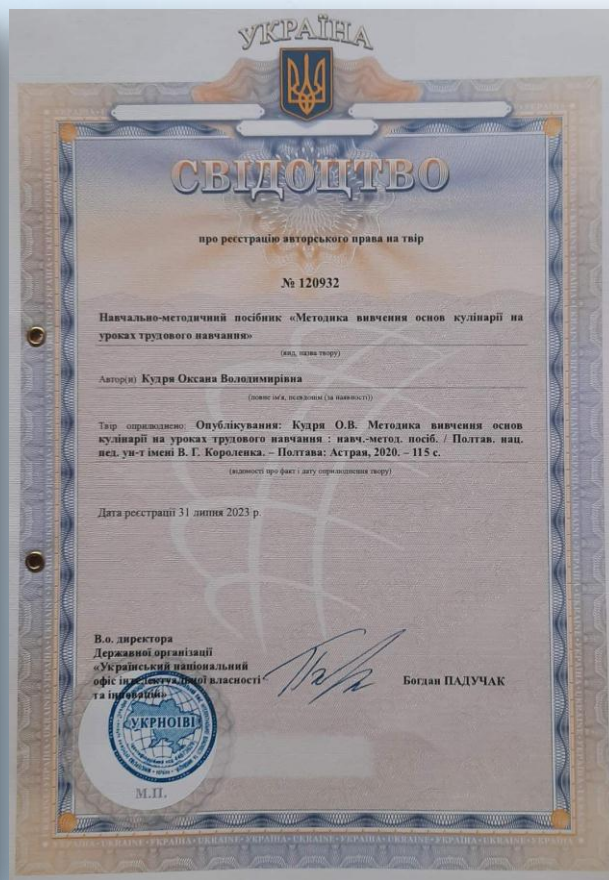 УКРАЇНА
СВІДОЦТВО
про реєстрацію авторського права на твір
№ 120932
Навчально-методичний посібник «Методика вивчення основ кулінарії на
уроках трудового навчання»
(вид, назва твору)
Автор(и) Кудря Оксана Володимирівна
(повне ім'я, псевдонім (за наявності))
Твір оприлюднено: Опублікування: Кудря О.В. Методика вивчення основ
кулінарії на уроках трудового навчання : навч.-метод. посіб. / Полтав. нац.
пед. ун-т імені В. Г. Короленка. – Полтава: Астрая, 2020. – 115 с.
(відомості про факт і дату оприлюднення твору)
Дата реєстрації 31 липня 2023 р.
В.о. директора
Державної організації
«Український національний
офіс інтелектуальної власності
та інновацій»
Богдан ПАДУЧАК
УКРНОІВІ
М.П.